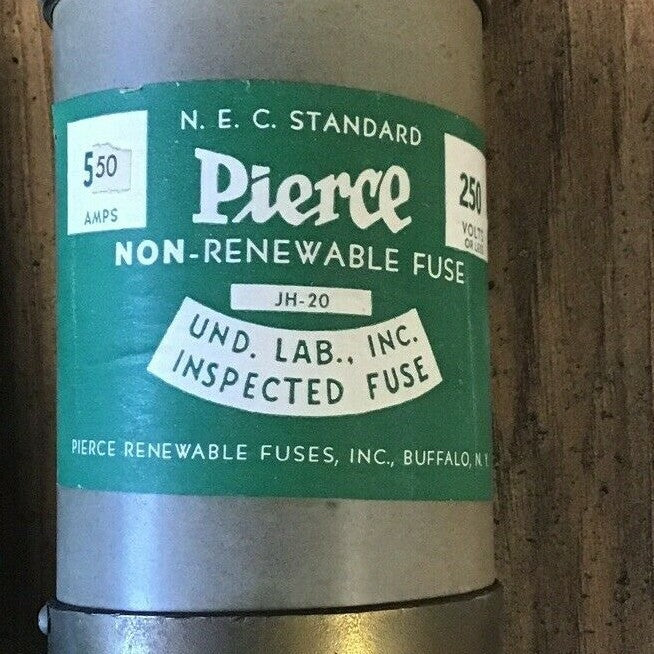 N. E. C. STANDARD
550
AMPS
Pierce
250
VOLTS
OR LESS
NON-RENEWABLE FUSE
JH-20
UND. LAB., INC.
INSPECTED FUSE
PIERCE RENEWABLE FUSES, INC., BUFFALO, N. Y.